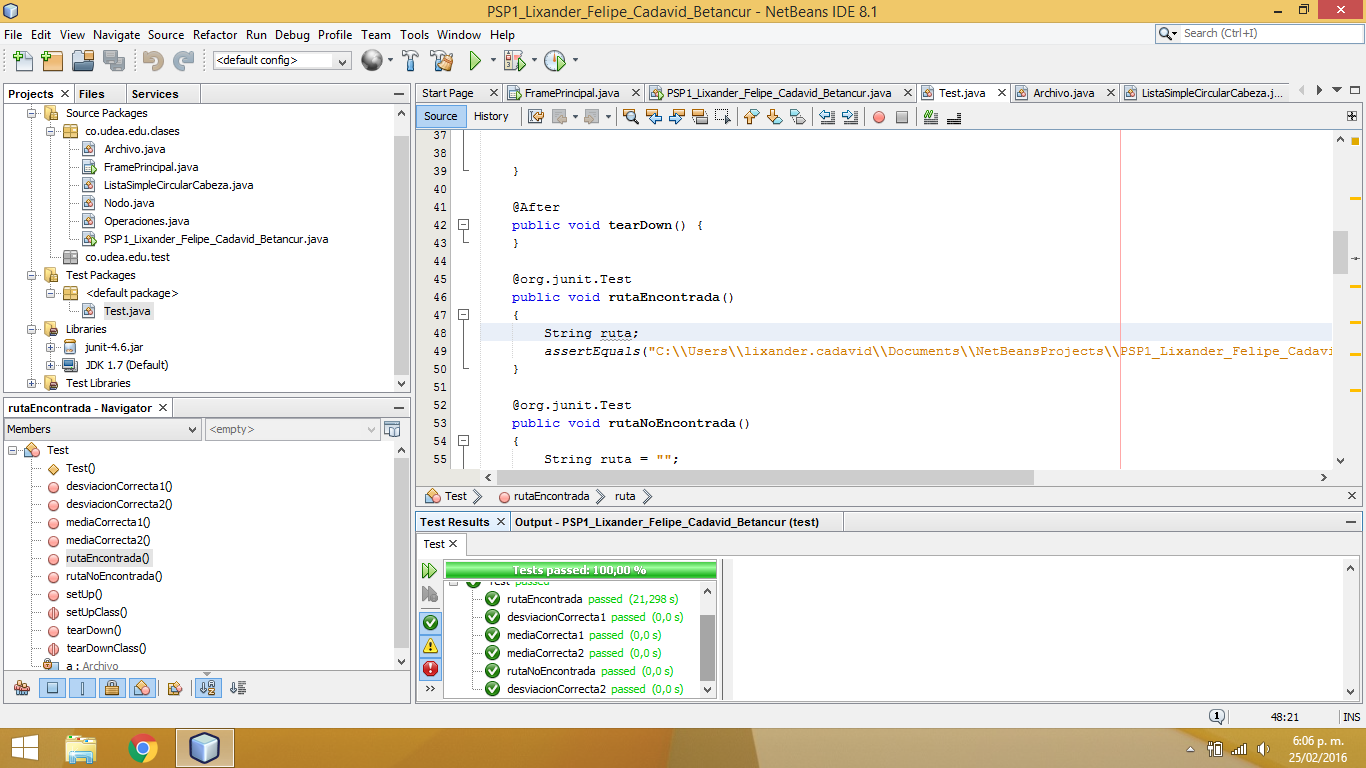 PSP1_Lixander_Felipe_Cadavid_Betancur - NetBeans IDE 8.1
File Edit View Navigate Source Refactor Run Debug Profile Team Tools Window Help
Search (Ctrl+I)
<default config>
Projects Files Services
Source Packages
co.udea.edu.clases
Archivo.java
FramePrincipal.java
ListaSimpleCircularCabeza.java
Nodo.java
Operaciones.java
PSP1_Lixander_Felipe_Cadavid_Betancur.java
co.udea.edu.test
Test Packages
<default package>
Test.java
Libraries
junit-4.6.jar
JDK 1.7 (Default)
Test Libraries
rutaEncontrada - Navigator
Members <empty>
Test
Test()
desviacionCorrecta1()
desviacionCorrecta2()
mediaCorrecta1()
mediaCorrecta2()
rutaEncontrada()
rutaNoEncontrada()
setUp()
setUpClass()
tearDown()
tearDownClass()
a : Archivo
Start Page FramePrincipal.java PSP1_Lixander_Felipe_Cadavid_Betancur.java Test.java Archivo.java ListaSimpleCircularCabeza.j...
Source History
37
38
39 }
40
41 @After
42 public void tearDown() {
43 }
44
45 @org.junit.Test
46 public void rutaEncontrada()
47 {
48 String ruta;
49 assertEquals("C:\\Users\\lixander.cadavid\\Documents\\NetBeansProjects\\PSP1_Lixander_Felipe_Cadavi
50 }
51
52 @org.junit.Test
53 public void rutaNoEncontrada()
54 {
55 String ruta = "";
Test rutaEncontrada ruta
Test Results Output - PSP1_Lixander_Felipe_Cadavid_Betancur (test)
Test
Tests passed: 100,00 %
Test passed
rutaEncontrada passed (21,298 s)
desviacionCorrecta1 passed (0,0 s)
mediaCorrecta1 passed (0,0 s)
mediaCorrecta2 passed (0,0 s)
rutaNoEncontrada passed (0,0 s)
desviacionCorrecta2 passed (0,0 s)
1 48:21 INS
6:06 p. m.
25/02/2016